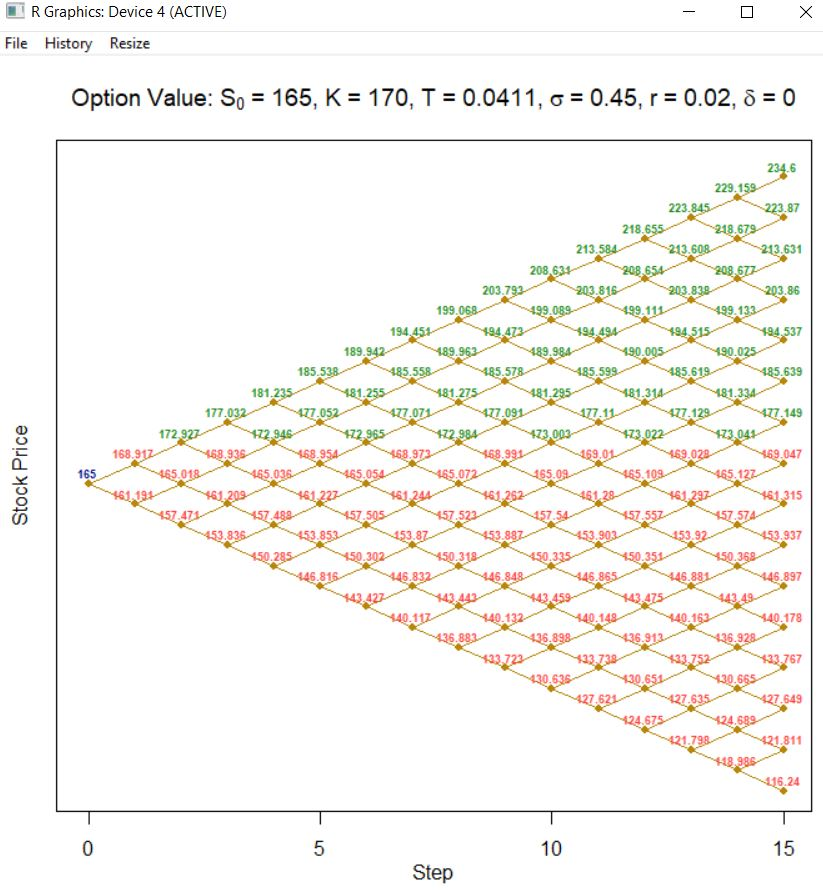 R Graphics: Device 4 (ACTIVE)
File History Resize
Option Value: S₀ = 165, K = 170, T = 0.0411, σ = 0.45, r = 0.02, δ = 0
234.6
229.159
223.845 223.87
218.655 218.679
213.584 213.608 213.631
208.631 208.654 208.677
203.793 203.816 203.838 203.86
199.068 199.089 199.111 199.133
194.451 194.473 194.494 194.515 194.537
189.942 189.963 189.984 190.005 190.025
185.538 185.558 185.578 185.599 185.619 185.639
181.235 181.255 181.275 181.295 181.314 181.334
177.032 177.052 177.071 177.091 177.11 177.129 177.149
172.927 172.946 172.965 172.984 173.003 173.022 173.041
168.917 168.936 168.954 168.973 168.991 169.01 169.028 169.047
165 165.018 165.036 165.054 165.072 165.09 165.109 165.127
161.191 161.209 161.227 161.244 161.262 161.28 161.297 161.315
157.471 157.488 157.505 157.523 157.54 157.557 157.574
153.836 153.853 153.87 153.887 153.903 153.92 153.937
150.285 150.302 150.318 150.335 150.351 150.368
146.816 146.832 146.848 146.865 146.881 146.897
143.427 143.443 143.459 143.475 143.49
140.117 140.132 140.148 140.163 140.178
136.883 136.898 136.913 136.928
133.723 133.738 133.752 133.767
130.636 130.651 130.665
127.621 127.635 127.649
124.675 124.689
121.798 121.811
118.986
116.24
Stock Price
0 5 10 15
Step